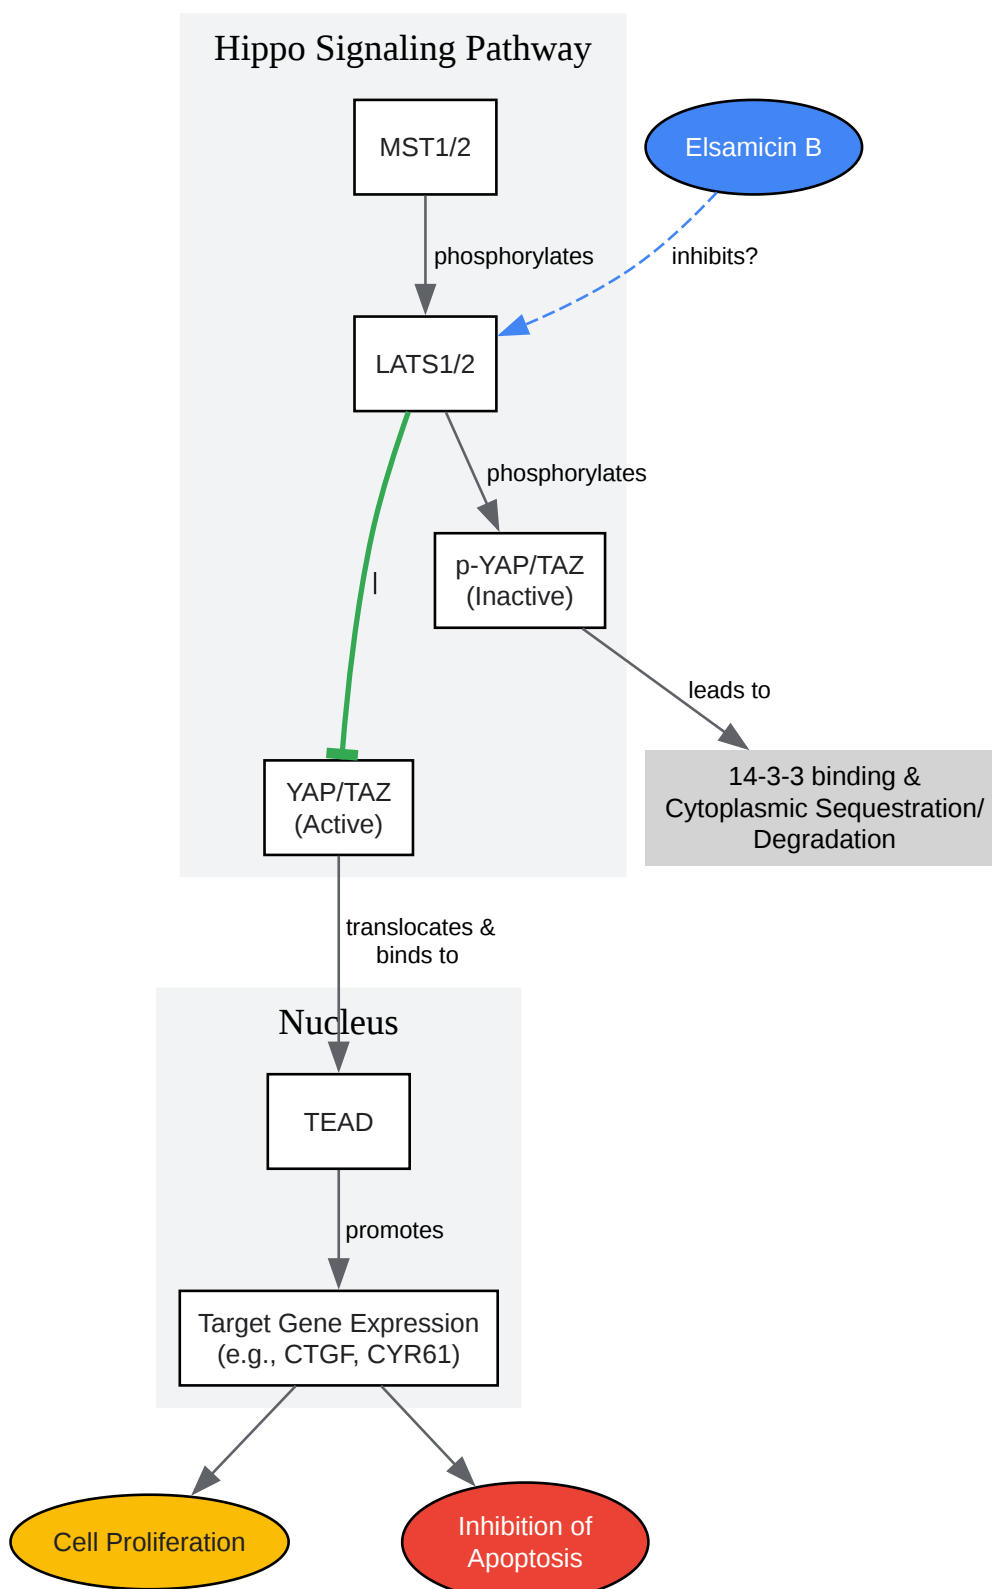 Hippo Signaling Pathway
MST1/2
Elsamicin B
phosphorylates
inhibits?
LATS1/2
phosphorylates
p-YAP/TAZ
(Inactive)
|
leads to
14-3-3 binding &
Cytoplasmic Sequestration/
Degradation
YAP/TAZ
(Active)
translocates &
binds to
Nucleus
TEAD
promotes
Target Gene Expression
(e.g., CTGF, CYR61)
Cell Proliferation
Inhibition of
Apoptosis